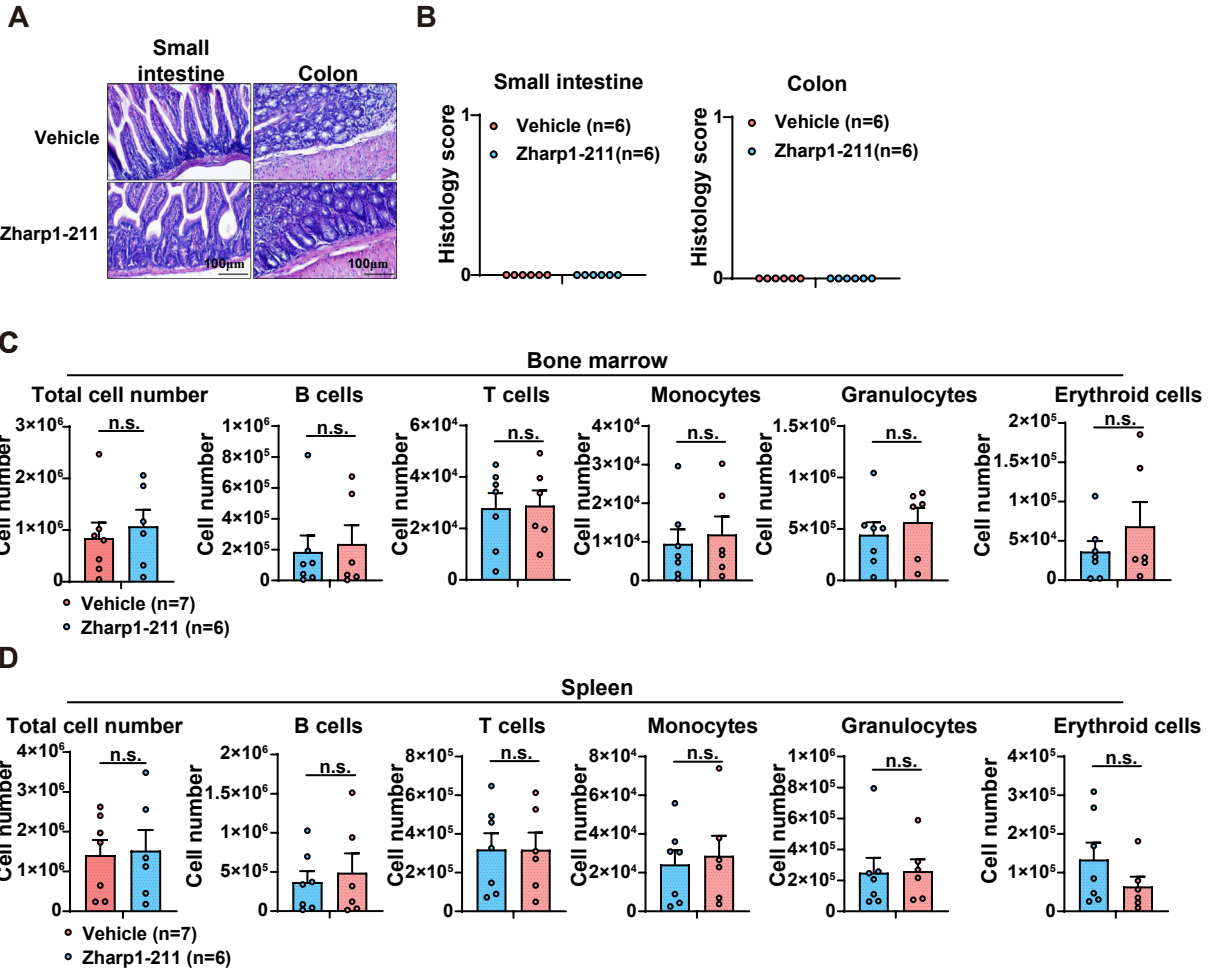 A
Small
intestine
Colon
Vehicle
Zharp1-211
100μm
100μm
B
Small intestine
Histology score
1
0
Vehicle (n=6)
Zharp1-211(n=6)
Colon
Histology score
1
0
Vehicle (n=6)
Zharp1-211(n=6)
C
Bone marrow
Total cell number
Cell number
3×10⁶
2×10⁶
1×10⁶
0
n.s.
B cells
Cell number
1×10⁶
8×10⁵
6×10⁵
4×10⁵
2×10⁵
0
n.s.
T cells
Cell number
6×10⁴
4×10⁴
2×10⁴
0
n.s.
Monocytes
Cell number
4×10⁴
3×10⁴
2×10⁴
1×10⁴
0
n.s.
Granulocytes
Cell number
1.5×10⁶
1×10⁶
5×10⁵
0
n.s.
Erythroid cells
Cell number
2×10⁵
1.5×10⁵
1×10⁵
5×10⁴
0
n.s.
Vehicle (n=7)
Zharp1-211 (n=6)
D
Spleen
Total cell number
Cell number
4×10⁶
3×10⁶
2×10⁶
1×10⁶
0
n.s.
B cells
Cell number
2×10⁶
1.5×10⁶
1×10⁶
5×10⁵
0
n.s.
T cells
Cell number
8×10⁵
6×10⁵
4×10⁵
2×10⁵
0
n.s.
Monocytes
Cell number
8×10⁴
6×10⁴
4×10⁴
2×10⁴
0
n.s.
Granulocytes
Cell number
1×10⁶
8×10⁵
6×10⁵
4×10⁵
2×10⁵
0
n.s.
Erythroid cells
Cell number
4×10⁵
3×10⁵
2×10⁵
1×10⁵
0
n.s.
Vehicle (n=7)
Zharp1-211 (n=6)